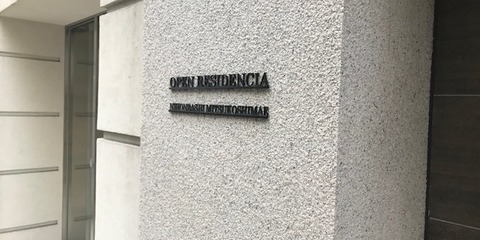 OPEN RESIDENCIA
NIHONBASHI MITSUKOSHIMAE